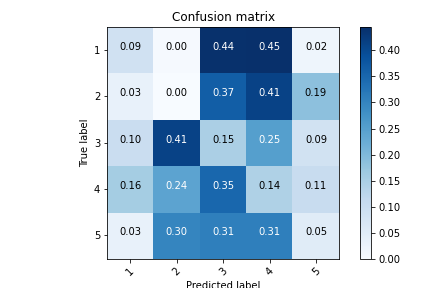 Confusion matrix
True label
1 0.09 0.00 0.44 0.45 0.02
2 0.03 0.00 0.37 0.41 0.19
3 0.10 0.41 0.15 0.25 0.09
4 0.16 0.24 0.35 0.14 0.11
5 0.03 0.30 0.31 0.31 0.05
1 2 3 4 5
Predicted label
0.40
0.35
0.30
0.25
0.20
0.15
0.10
0.05
0.00